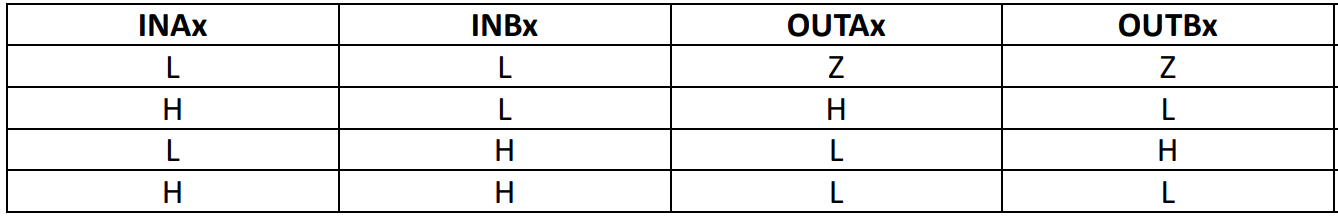 INAx INBx OUTAx OUTBx
L L Z Z
H L H L
L H L H
H H L L